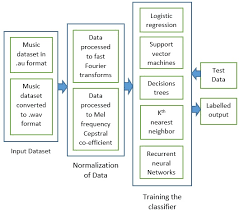 Music
dataset in
.au format
Music
dataset
converted
to .wav
format
Input Dataset
Data
processed
to fast
Fourier
transforms
Data
processed
to Mel
frequency
Cepstral
co-efficient
Normalization
of Data
Logistic
regression
Support
vector
machines
Decisions
trees
Kth
nearest
neighbor
Recurrent
neural
Networks
Training the
classifier
Test
Data
Labelled
output